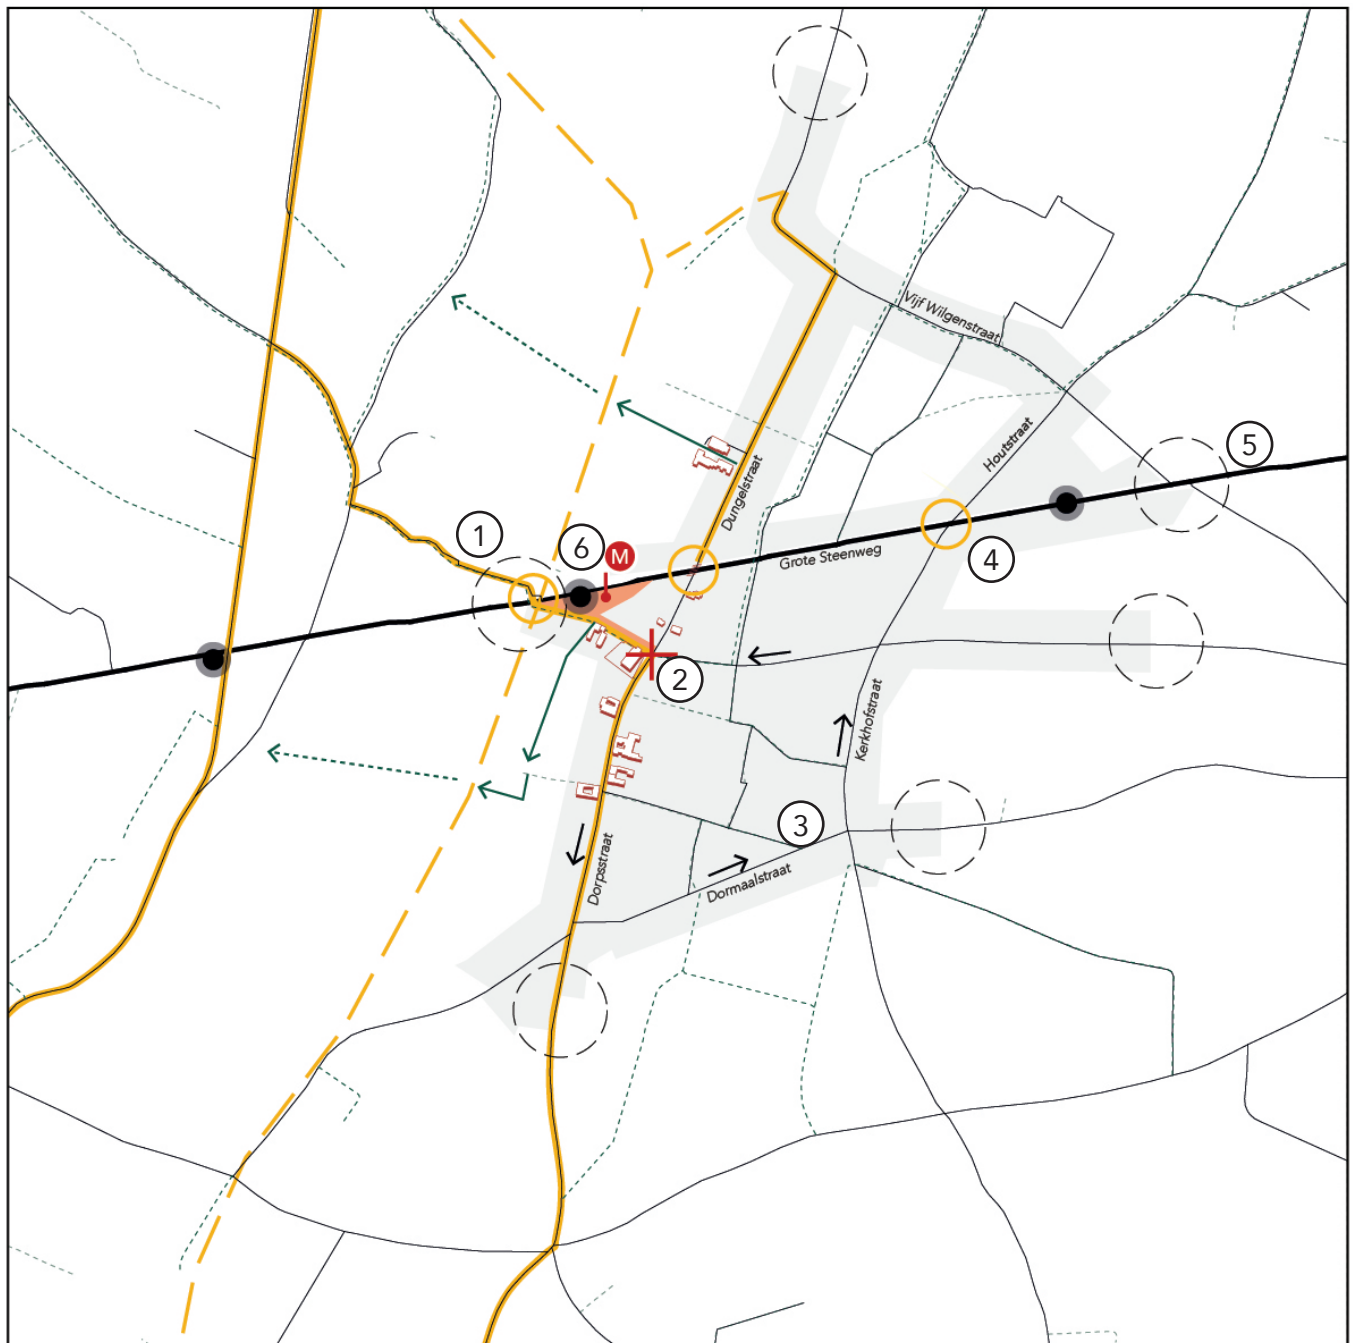 Vijf Wilgenstraat
Houtstraat
5
Dungelstraat
1
6
M
4
Grote Steenweg
2
Kerkhofstraat
3
Dorpsstraat
Dormaalstraat